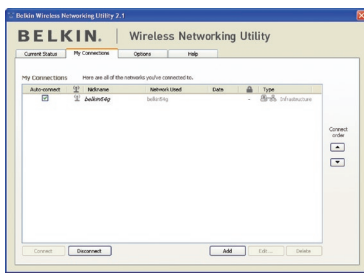 Belkin Wireless Networking Utility 2.1
BELKIN. Wireless Networking Utility
Current Status My Connections Options Help
My Connections Here are all of the networks you've connected to.
Auto-connect Nickname Network Used Date Type
belkin64g belkin64g - Infrastructure
Connect order
Connect Disconnect Add Edit ... Delete